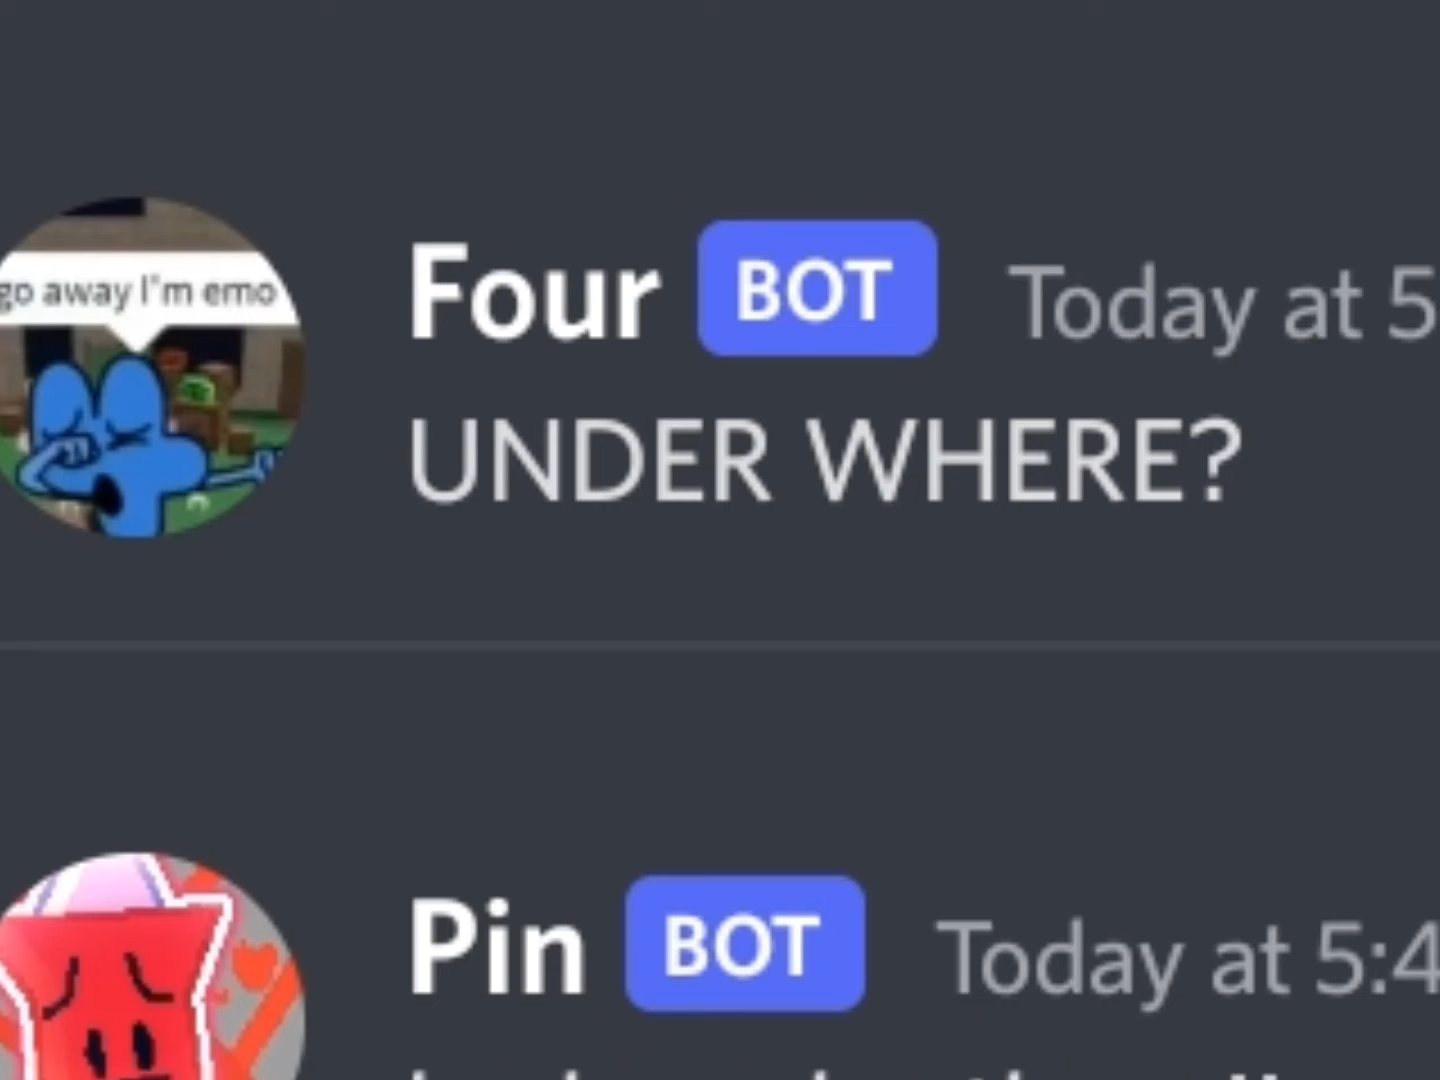 go away I'm emo
Four BOT Today at 5
UNDER WHERE?
Pin BOT Today at 5:4